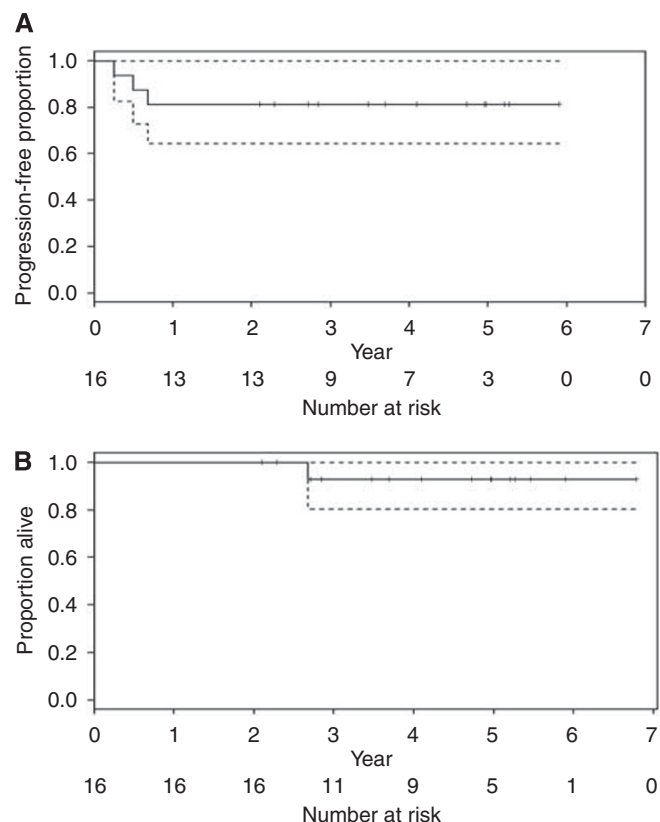 A
Progression-free proportion
1.0
0.8
0.6
0.4
0.2
0.0
0 1 2 3 4 5 6 7
Year
16 13 13 9 7 3 0 0
Number at risk
B
Proportion alive
1.0
0.8
0.6
0.4
0.2
0.0
0 1 2 3 4 5 6 7
Year
16 16 16 11 9 5 1 0
Number at risk